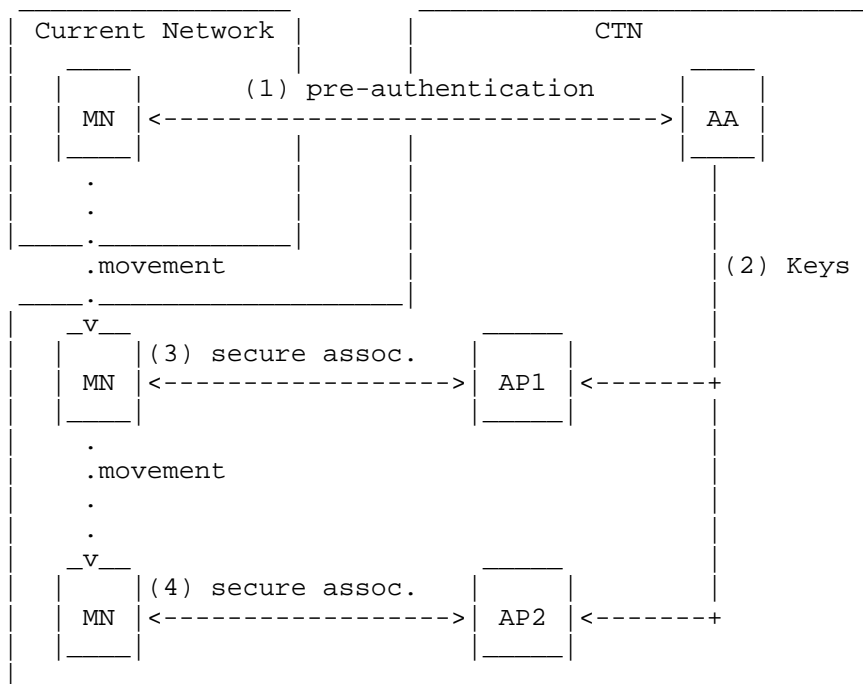 Current Network CTN
(1) pre-authentication
MN AA
.movement (2) Keys
(3) secure assoc.
MN AP1
.movement
(4) secure assoc.
MN AP2